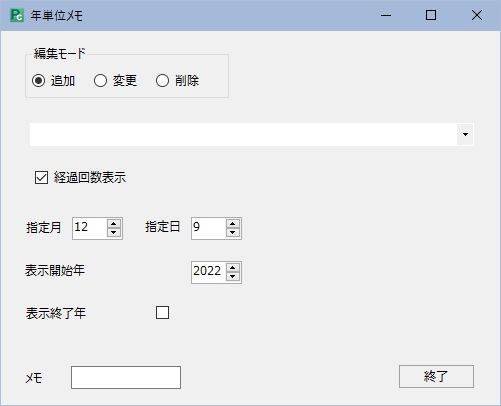 年単位メモ
編集モード
追加 変更 削除
経過回数表示
指定月 12 指定日 9
表示開始年 2022
表示終了年
メモ 終了